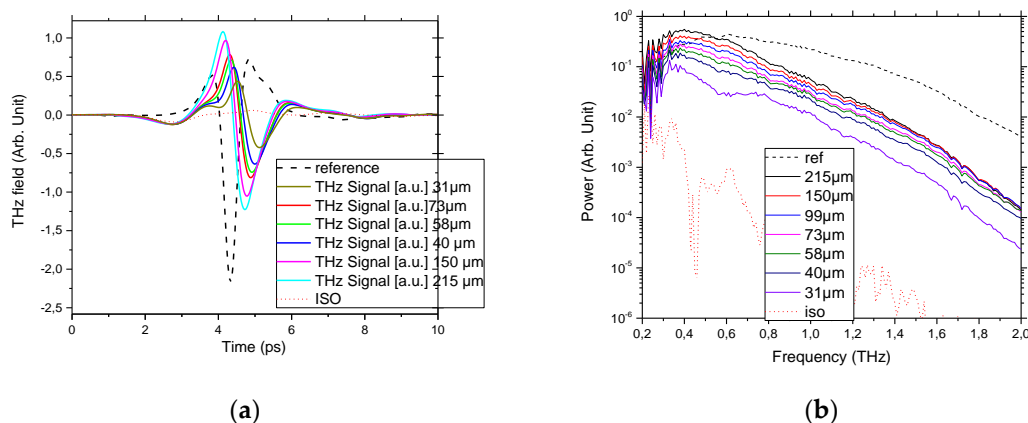 1,0
0,5
0,0
-0,5
-1,0
-1,5
-2,0
-2,5
THz field (Arb. Unit)
reference
THz Signal [a.u.] 31µm
THz Signal [a.u.]73µm
THz Signal [a.u.] 58µm
THz Signal [a.u.] 40 µm
THz Signal [a.u.] 150 µm
THz Signal [a.u.] 215 µm
ISO
0 2 4 6 8 10
Time (ps)
(a)
10^0
10^-1
10^-2
10^-3
10^-4
10^-5
10^-6
Power (Arb. Unit)
ref
215µm
150µm
99µm
73µm
58µm
40µm
31µm
iso
0,2 0,4 0,6 0,8 1,0 1,2 1,4 1,6 1,8 2,0
Frequency (THz)
(b)